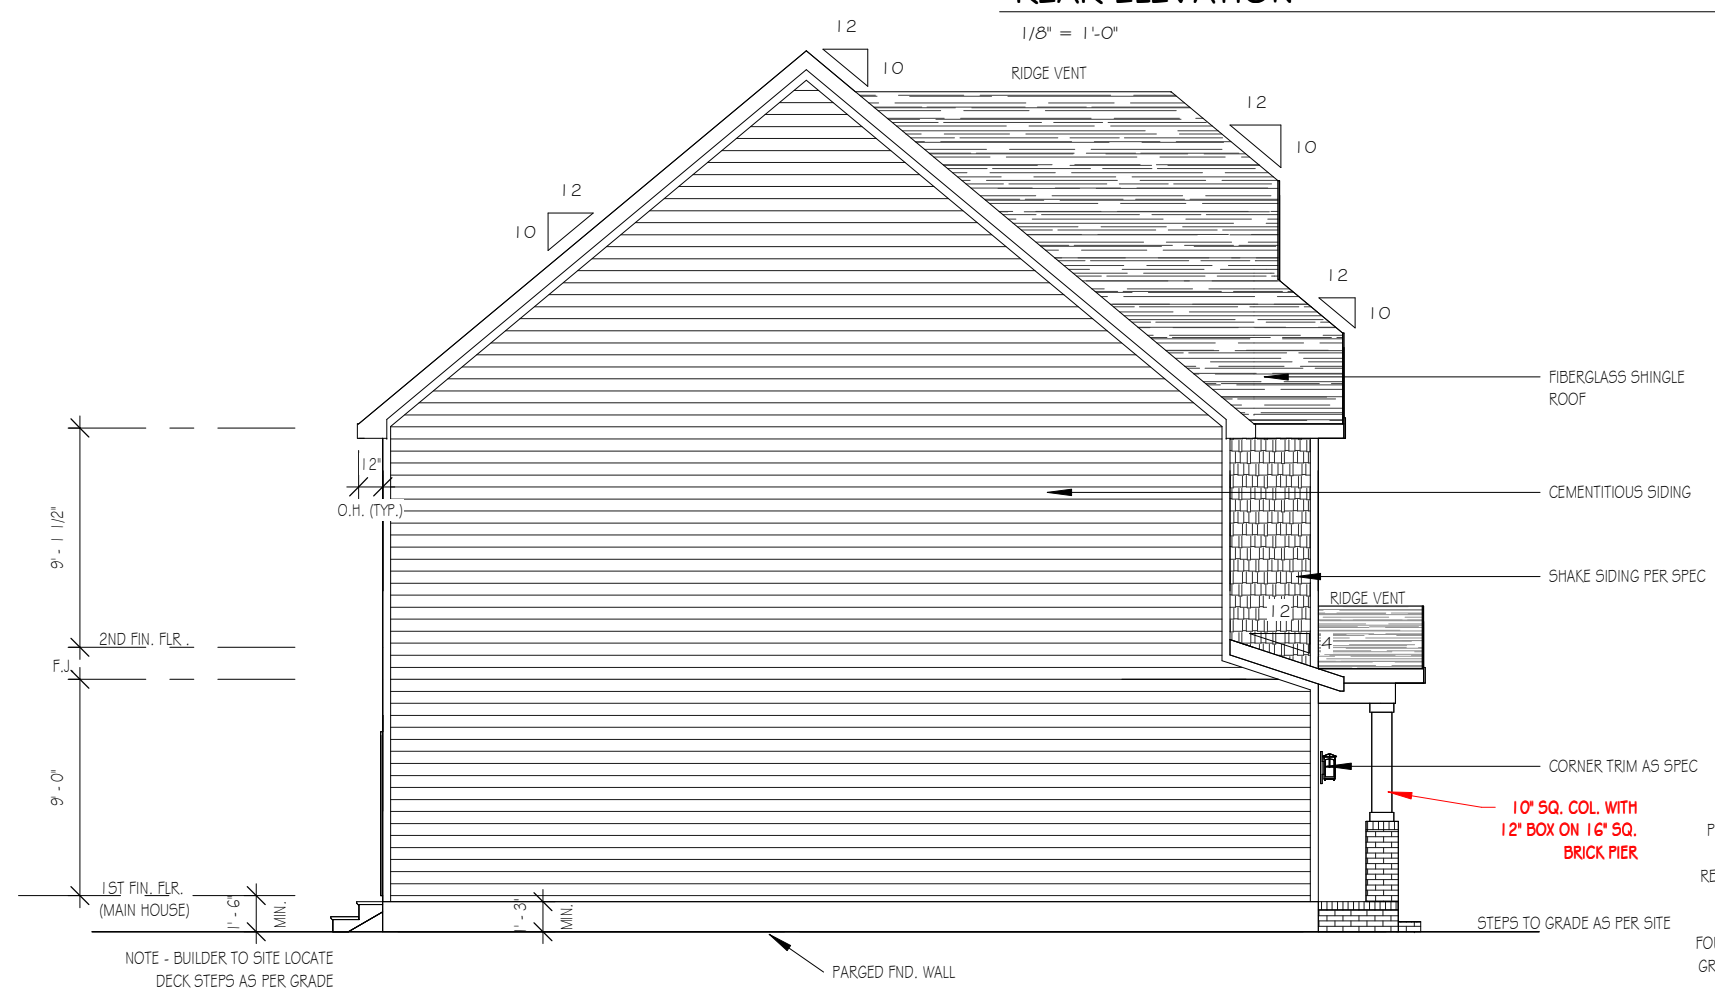 1/8" = 1'-0"
12
10
RIDGE VENT
12
10
12
10
12
10
FIBERGLASS SHINGLE
ROOF
12"
O.H. (TYP.)
CEMENTITIOUS SIDING
9' - 1 1/2"
SHAKE SIDING PER SPEC
RIDGE VENT
12
4
2ND FIN. FLR.
F.J.
9' - 0"
CORNER TRIM AS SPEC
10" SQ. COL. WITH
12" BOX ON 16" SQ.
BRICK PIER
1ST FIN. FLR.
(MAIN HOUSE)
1' - 6"
MIN.
1' - 3"
MIN.
STEPS TO GRADE AS PER SITE
NOTE - BUILDER TO SITE LOCATE
DECK STEPS AS PER GRADE
PARGED FND. WALL